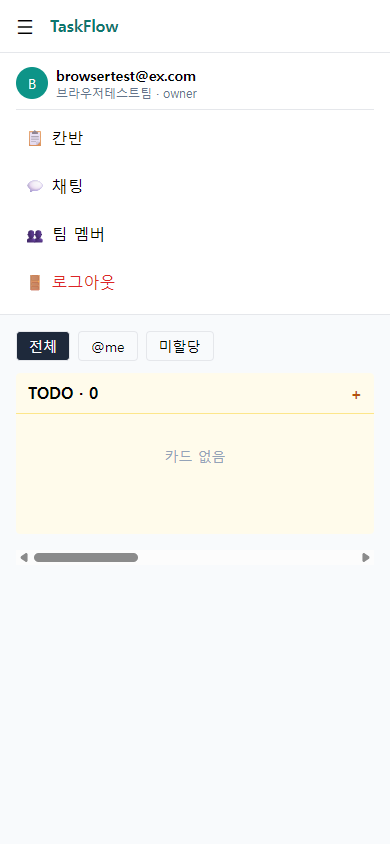 ☰ TaskFlow
B
browsertest@ex.com
브라우저테스트팀 · owner
칸반
채팅
팀 멤버
로그아웃
전체 @me 미할당
TODO · 0 +
카드 없음